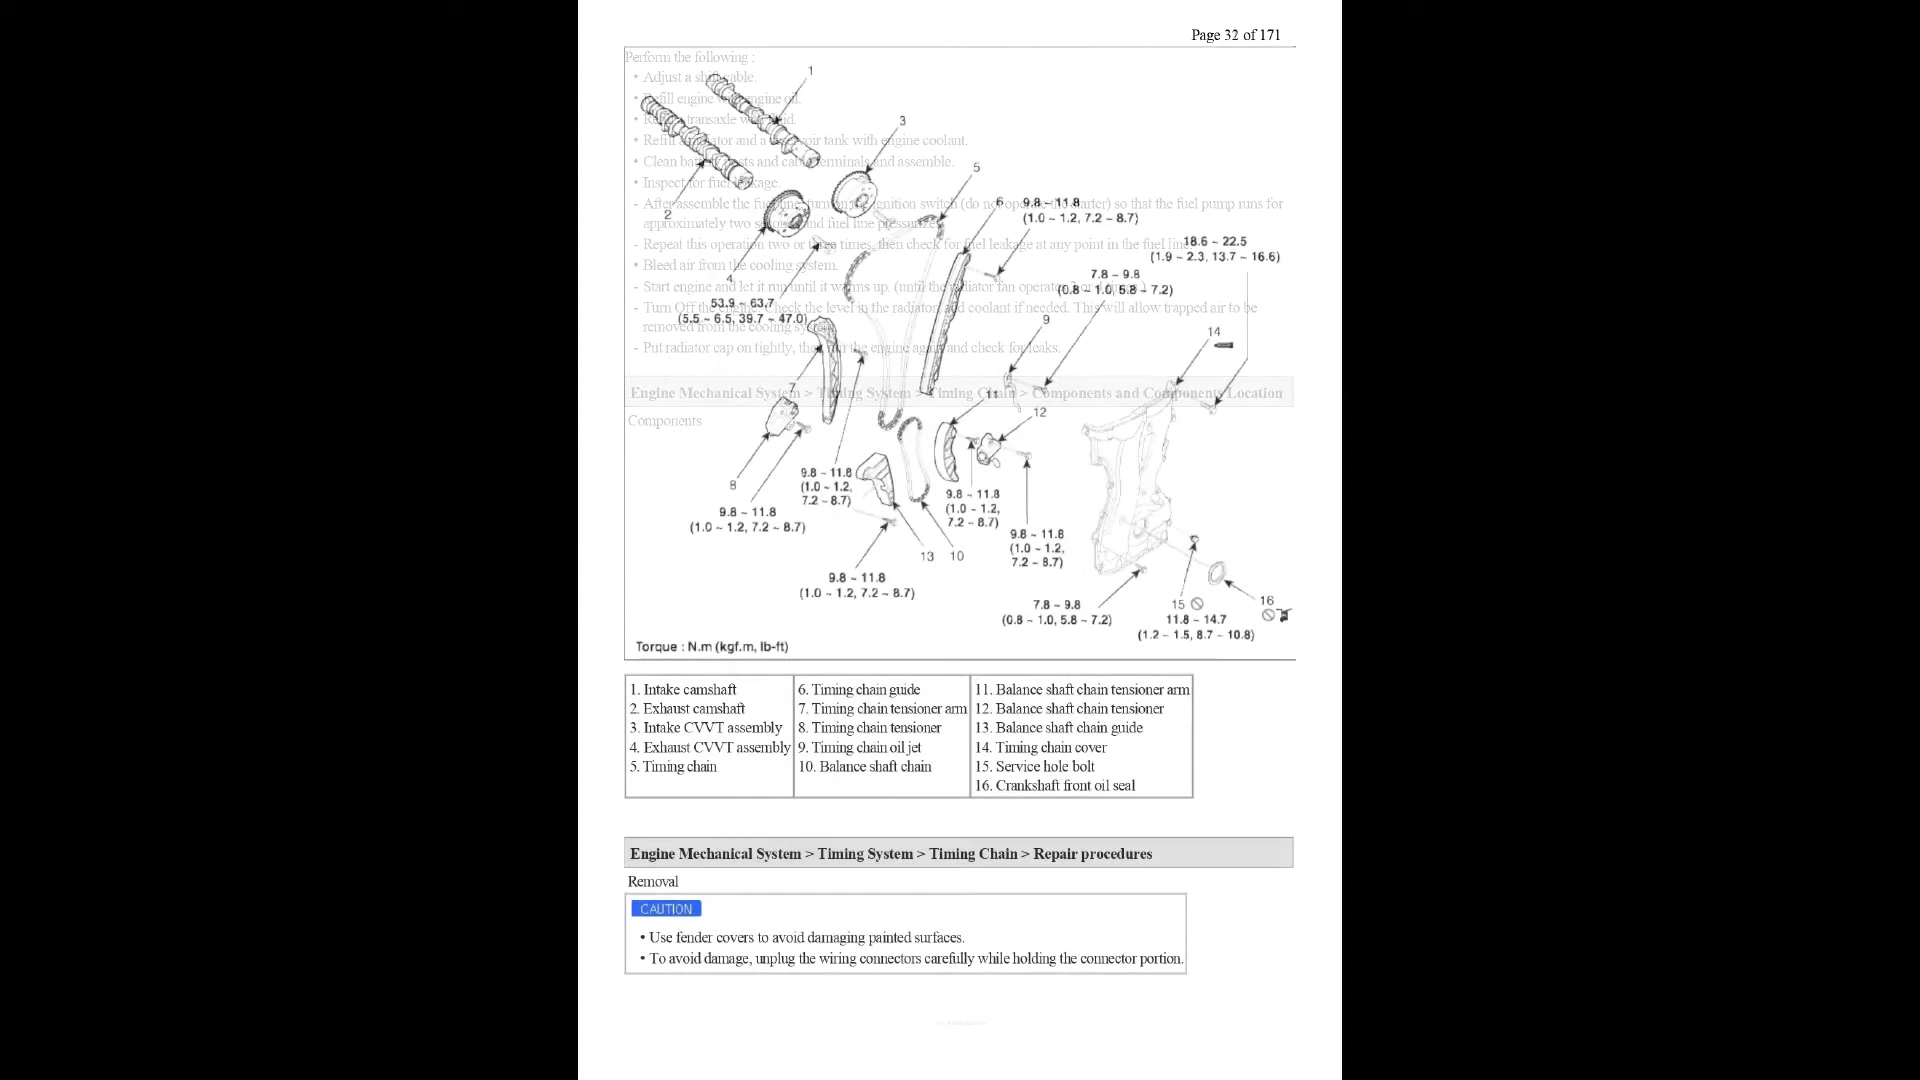 Page 32 of 171
Perform the following :
• Adjust a shift cable.
• Refill engine with engine oil.
• Refill a transaxle with fluid.
• Refill a radiator and a reservoir tank with engine coolant.
• Clean battery posts and cable terminals and assemble.
• Inspect for fuel leakage.
- After assemble the fuel line, turn on the ignition switch (do not operate the starter) so that the fuel pump runs for
approximately two seconds and fuel line pressurizes.
- Repeat this operation two or three times, then check for fuel leakage at any point in the fuel line.
• Bleed air from the cooling system.
- Start engine and let it run until it warms up. (until the radiator fan operates 3 or
- Turn Off the engine. Check the level in the radiator, add coolant if needed. This will allow trapped air to be
removed from the cooling system.
- Put radiator cap on tightly, then run the engine again and check for leaks.
Engine Mechanical System > Timing System > Timing Chain > Components and Components Location
Components
1
3
5
2
6
9.8 ~ 11.8
(1.0 ~ 1.2, 7.2 ~ 8.7)
18.6 ~ 22.5
(1.9 ~ 2.3, 13.7 ~ 16.6)
4
7.8 ~ 9.8
(0.8 ~ 1.0, 5.8 ~ 7.2)
53.9 ~ 63.7
(5.5 ~ 6.5, 39.7 ~ 47.0)
9
14
7
11
12
8
9.8 ~ 11.8
(1.0 ~ 1.2,
7.2 ~ 8.7)
9.8 ~ 11.8
(1.0 ~ 1.2,
7.2 ~ 8.7)
9.8 ~ 11.8
(1.0 ~ 1.2, 7.2 ~ 8.7)
9.8 ~ 11.8
(1.0 ~ 1.2,
7.2 ~ 8.7)
13
10
9.8 ~ 11.8
(1.0 ~ 1.2, 7.2 ~ 8.7)
7.8 ~ 9.8
(0.8 ~ 1.0, 5.8 ~ 7.2)
15
16
11.8 ~ 14.7
(1.2 ~ 1.5, 8.7 ~ 10.8)
Torque : N.m (kgf.m, lb-ft)
1. Intake camshaft
2. Exhaust camshaft
3. Intake CVVT assembly
4. Exhaust CVVT assembly
5. Timing chain
6. Timing chain guide
7. Timing chain tensioner arm
8. Timing chain tensioner
9. Timing chain oil jet
10. Balance shaft chain
11. Balance shaft chain tensioner arm
12. Balance shaft chain tensioner
13. Balance shaft chain guide
14. Timing chain cover
15. Service hole bolt
16. Crankshaft front oil seal
Engine Mechanical System > Timing System > Timing Chain > Repair procedures
Removal
CAUTION
• Use fender covers to avoid damaging painted surfaces.
• To avoid damage, unplug the wiring connectors carefully while holding the connector portion.